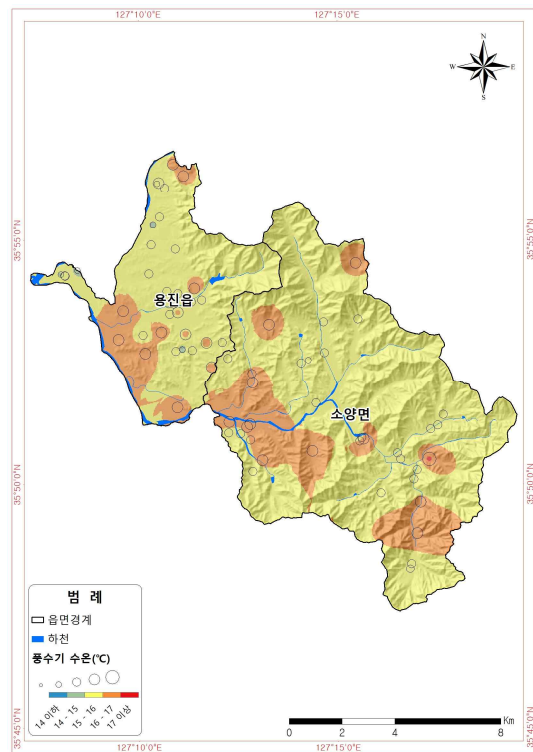 127°10'0"E 127°15'0"E
N
W E
S
35°55'0"N 35°55'0"N
용진읍
소양면
35°50'0"N 35°50'0"N
범 례
읍면경계
하천
풍수기 수온(℃)
14 이하 14 - 15 15 - 16 16 - 17 17 이상
35°45'0"N 35°45'0"N
Km
0 2 4 8
127°10'0"E 127°15'0"E